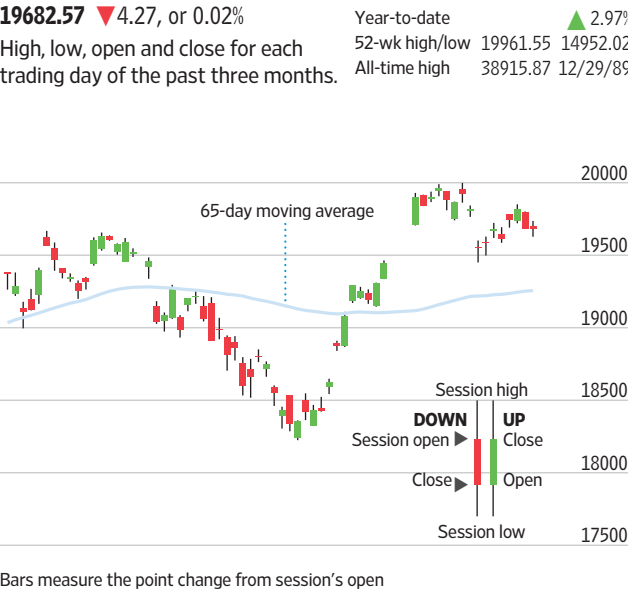 19682.57 ▼4.27, or 0.02%
High, low, open and close for each
trading day of the past three months.
Year-to-date ▲ 2.97%
52-wk high/low 19961.55 14952.02
All-time high 38915.87 12/29/89
20000
65-day moving average
19500
19000
18500
Session high
DOWN UP
Session open ▶ Close
18000
Close ▶ Open
Session low
17500
Bars measure the point change from session's open